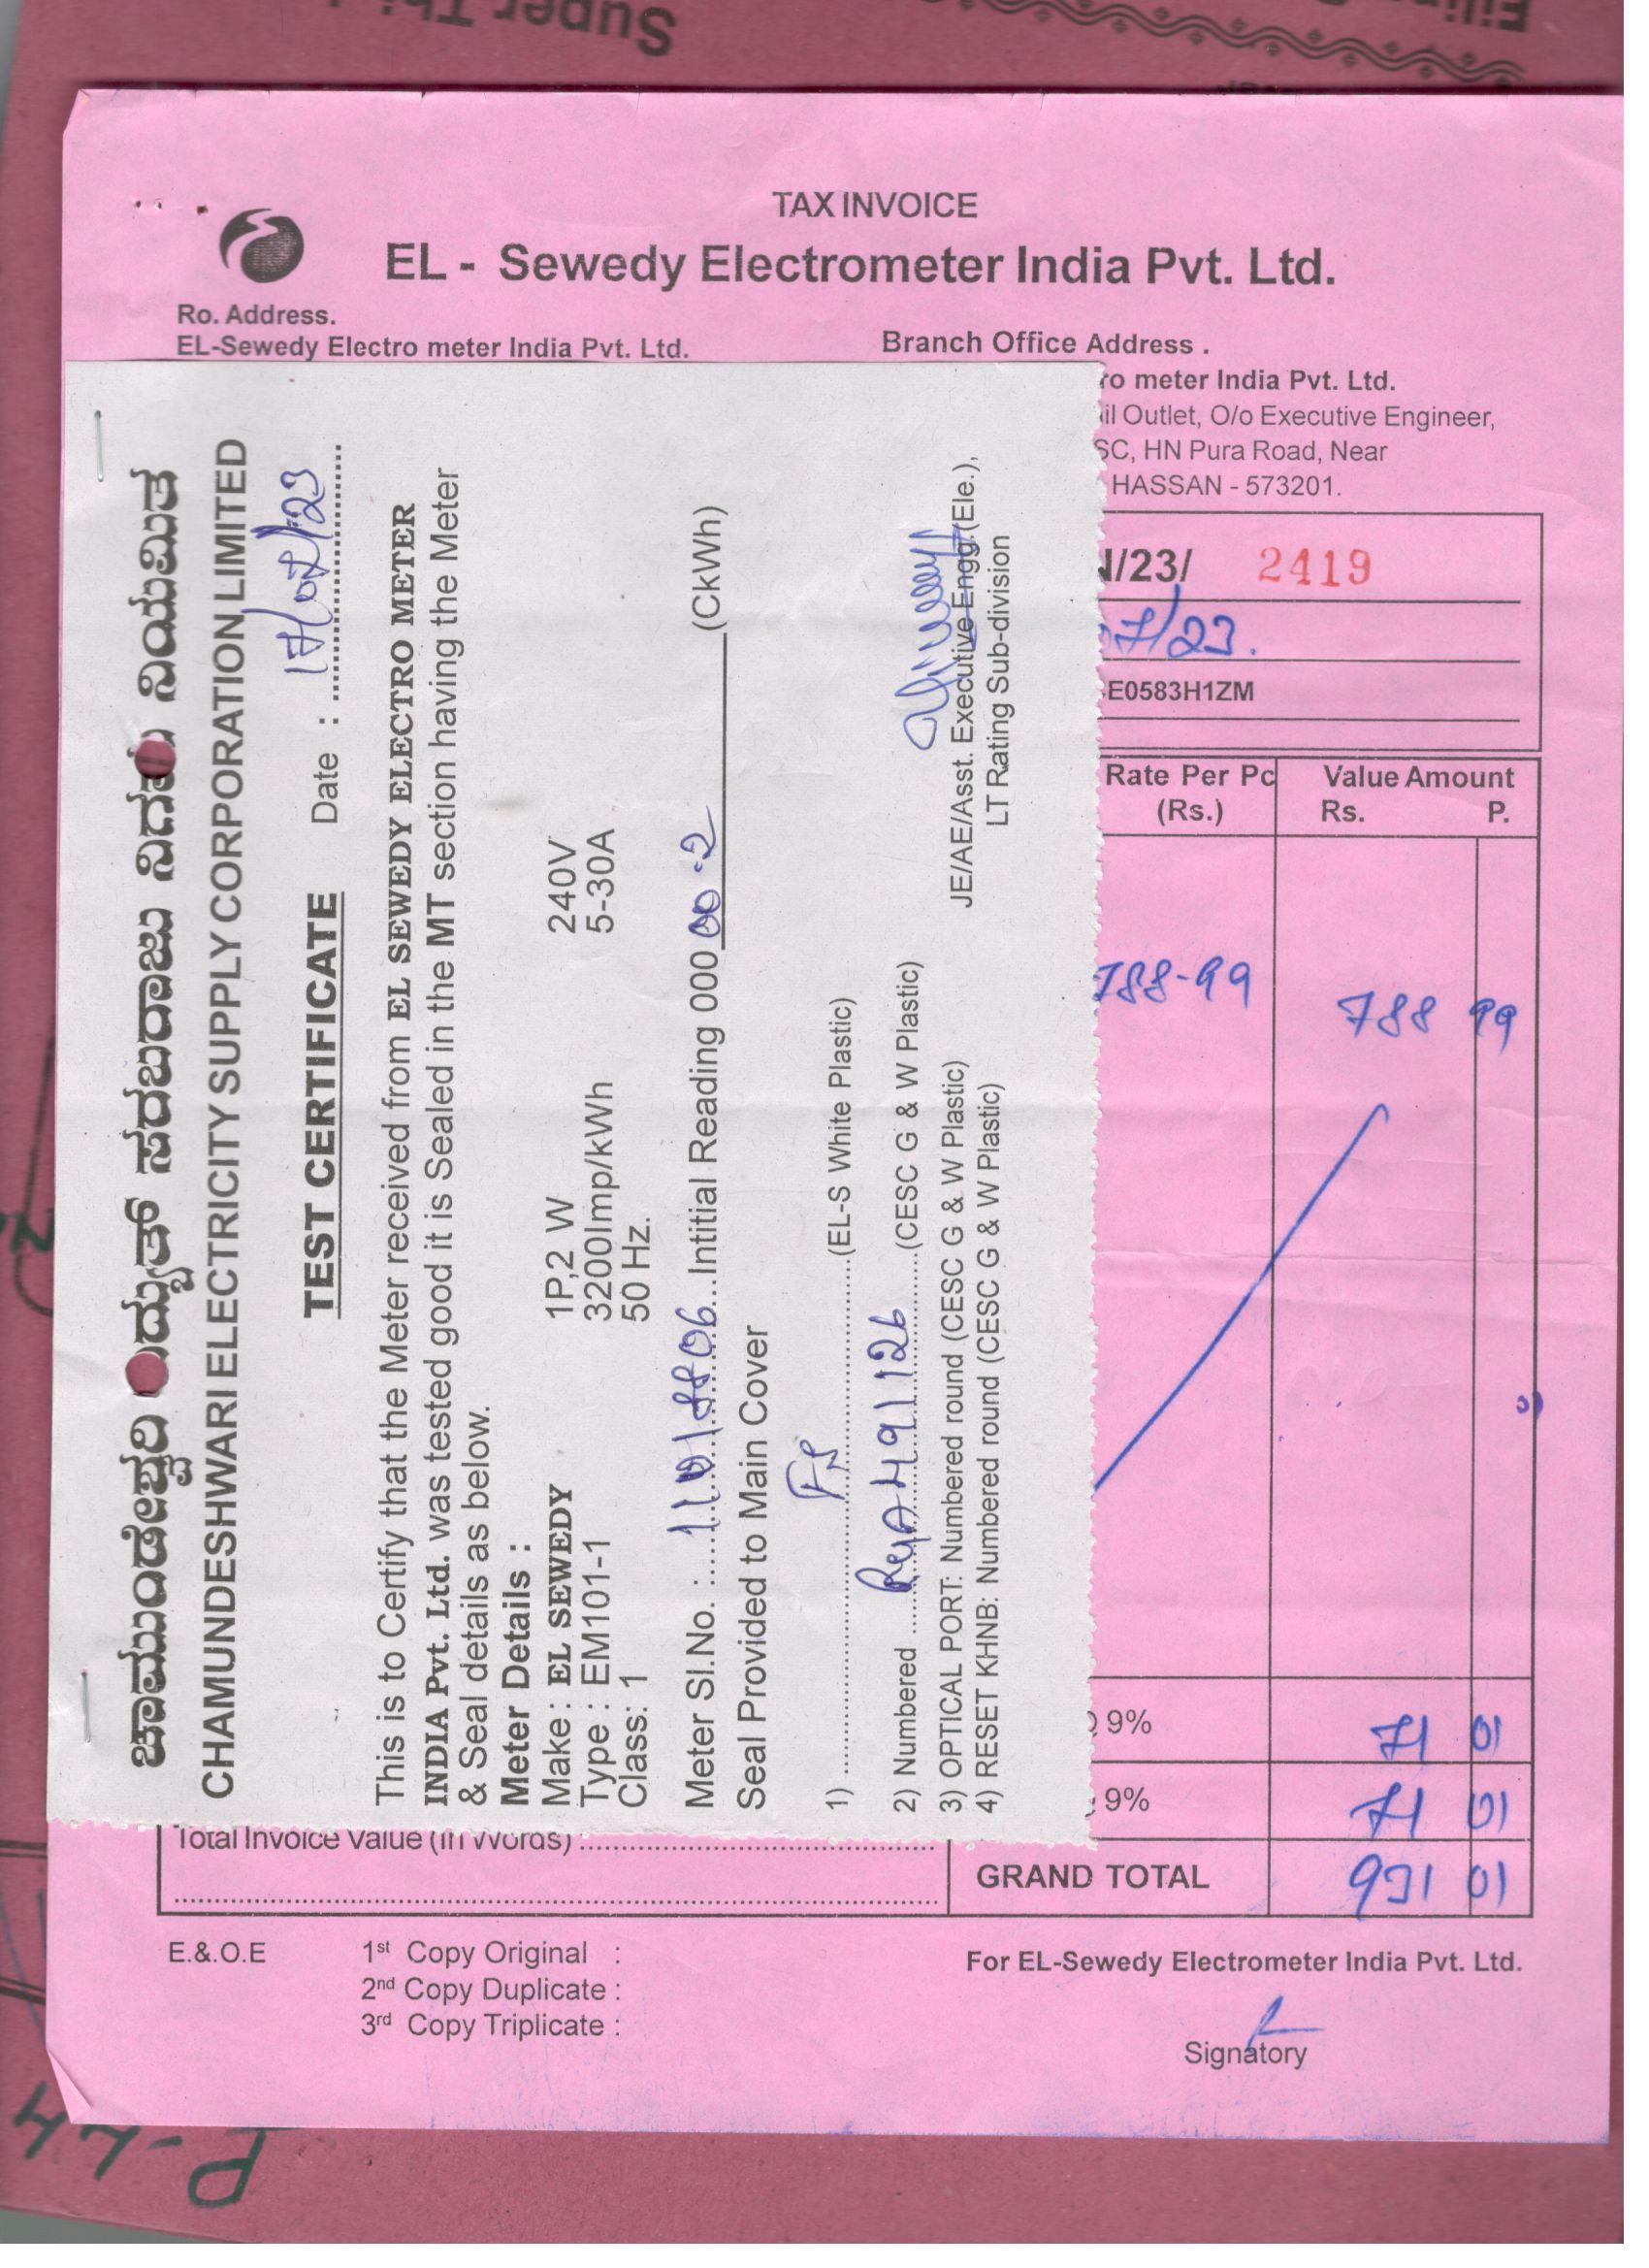 TAX INVOICE
EL - Sewedy Electrometer India Pvt. Ltd.
Ro. Address.
EL-Sewedy Electro meter India Pvt. Ltd.
Branch Office Address .
ro meter India Pvt. Ltd.
il Outlet, O/o Executive Engineer,
SC, HN Pura Road, Near
HASSAN - 573201.
/23/ 2419
7/23.
E0583H1ZM
Rate Per Pc
(Rs.)
Value Amount
Rs. P.
788-99 788 99
9% 71 01
9% 71 01
Total Invoice Value (In Words) :
GRAND TOTAL 931 01
E.&.O.E
1st Copy Original :
2nd Copy Duplicate :
3rd Copy Triplicate :
For EL-Sewedy Electrometer India Pvt. Ltd.
Signatory
ಚಾಮುಂಡೇಶ್ವರಿ ವಿದ್ಯುತ್ ಸರಬರಾಜು ನಿಗಮ ನಿಯಮಿತ
CHAMUNDESHWARI ELECTRICITY SUPPLY CORPORATION LIMITED
TEST CERTIFICATE Date :
This is to Certify that the Meter received from EL SEWEDY ELECTRO METER
INDIA Pvt. Ltd. was tested good it is Sealed in the MT section having the Meter
& Seal details as below.
Meter Details :
Make : EL SEWEDY 1P,2 W 240V
Type : EM101-1 3200Imp/kWh 5-30A
Class: 1 50 Hz.
Meter Sl.No. : Intitial Reading 000 00.2 (CkWh)
Seal Provided to Main Cover
1) (EL-S White Plastic)
2) Numbered (CESC G & W Plastic)
3) OPTICAL PORT: Numbered round (CESC G & W Plastic)
4) RESET KHNB: Numbered round (CESC G & W Plastic)
JE/AE/Asst. Executive Engg.(Ele.),
LT Rating Sub-division
Super
P-44